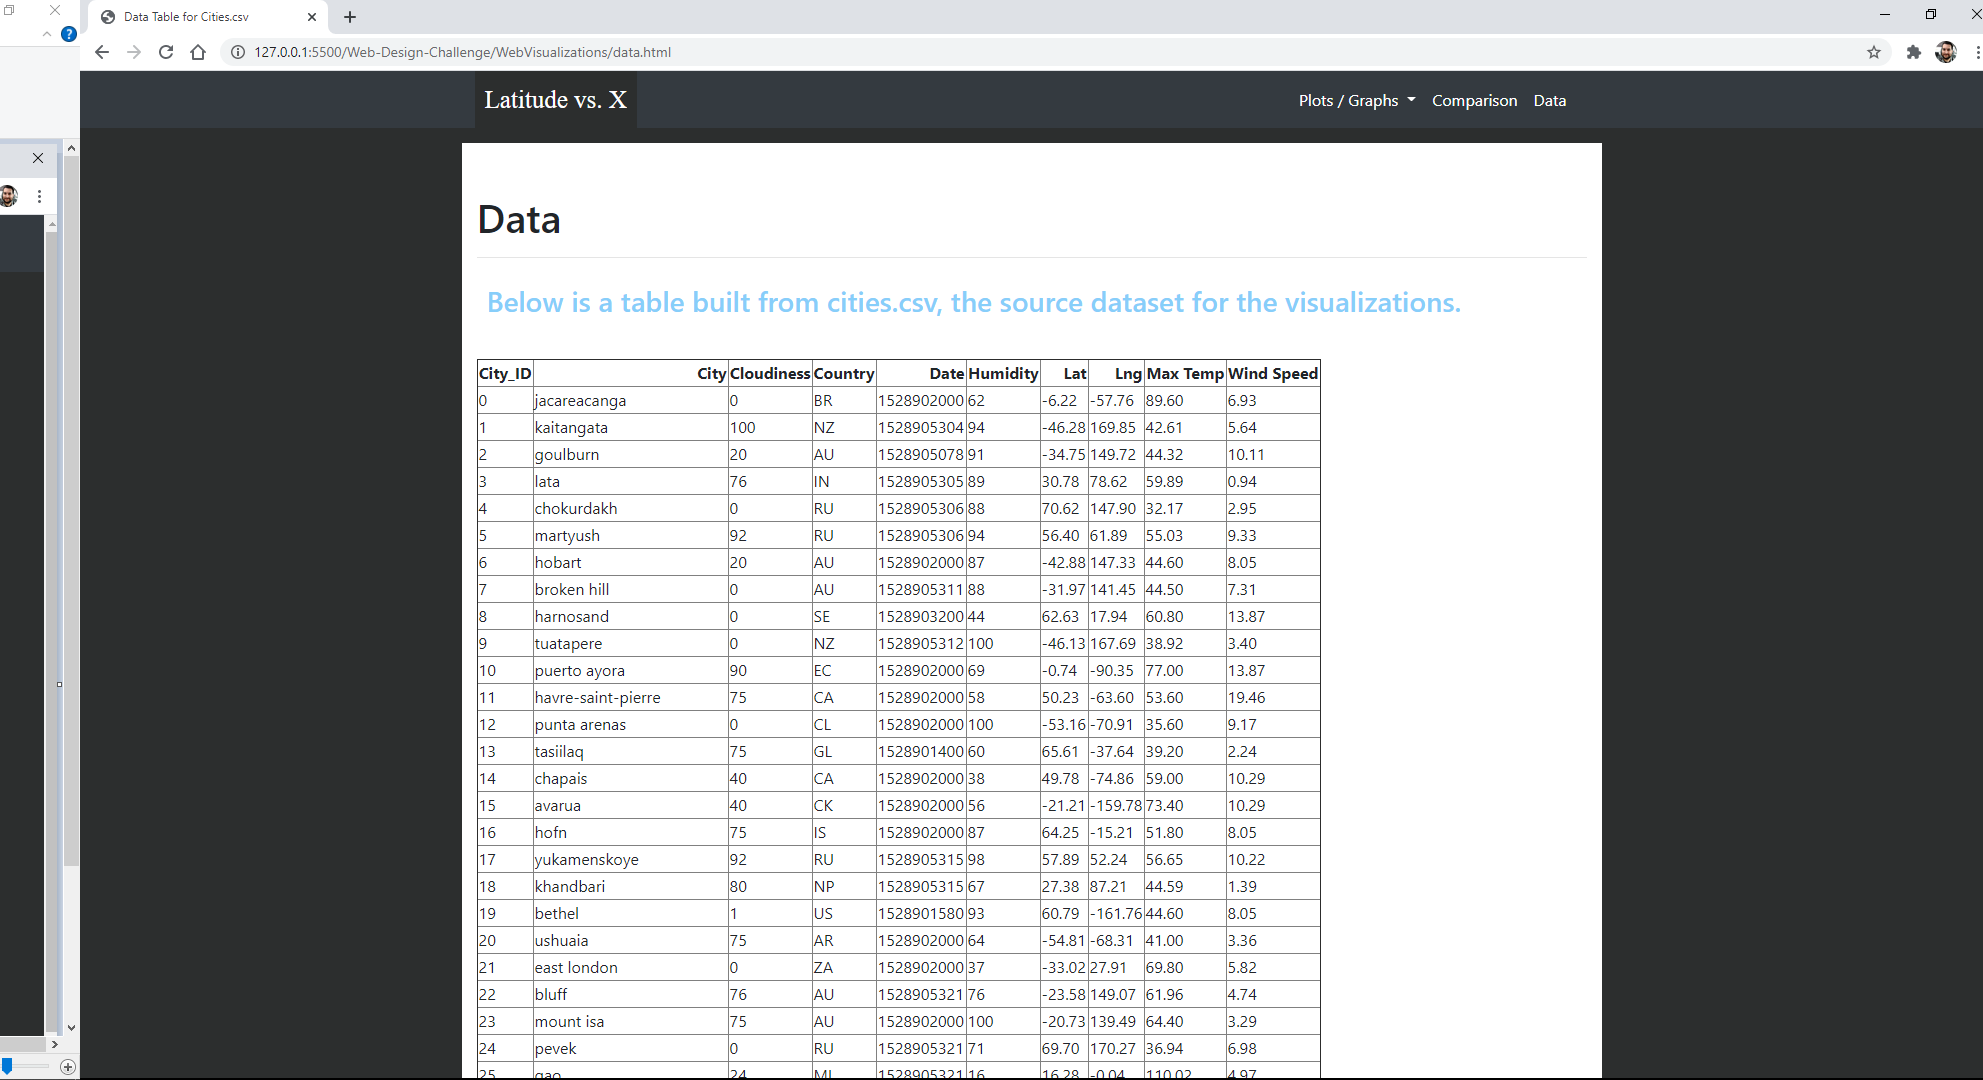 Data Table for Cities.csv
127.0.0.1:5500/Web-Design-Challenge/WebVisualizations/data.html
Latitude vs. X
Plots / Graphs Comparison Data
Data
Below is a table built from cities.csv, the source dataset for the visualizations.
City_ID City Cloudiness Country Date Humidity Lat Lng Max Temp Wind Speed
0 jacareacanga 0 BR 1528902000 62 -6.22 -57.76 89.60 6.93
1 kaitangata 100 NZ 1528905304 94 -46.28 169.85 42.61 5.64
2 goulburn 20 AU 1528905078 91 -34.75 149.72 44.32 10.11
3 lata 76 IN 1528905305 89 30.78 78.62 59.89 0.94
4 chokurdakh 0 RU 1528905306 88 70.62 147.90 32.17 2.95
5 martyush 92 RU 1528905306 94 56.40 61.89 55.03 9.33
6 hobart 20 AU 1528902000 87 -42.88 147.33 44.60 8.05
7 broken hill 0 AU 1528905311 88 -31.97 141.45 44.50 7.31
8 harnosand 0 SE 1528903200 44 62.63 17.94 60.80 13.87
9 tuatapere 0 NZ 1528905312 100 -46.13 167.69 38.92 3.40
10 puerto ayora 90 EC 1528902000 69 -0.74 -90.35 77.00 13.87
11 havre-saint-pierre 75 CA 1528902000 58 50.23 -63.60 53.60 19.46
12 punta arenas 0 CL 1528902000 100 -53.16 -70.91 35.60 9.17
13 tasiilaq 75 GL 1528901400 60 65.61 -37.64 39.20 2.24
14 chapais 40 CA 1528902000 38 49.78 -74.86 59.00 10.29
15 avarua 40 CK 1528902000 56 -21.21 -159.78 73.40 10.29
16 hofn 75 IS 1528902000 87 64.25 -15.21 51.80 8.05
17 yukamenskoye 92 RU 1528905315 98 57.89 52.24 56.65 10.22
18 khandbari 80 NP 1528905315 67 27.38 87.21 44.59 1.39
19 bethel 1 US 1528901580 93 60.79 -161.76 44.60 8.05
20 ushuaia 75 AR 1528902000 64 -54.81 -68.31 41.00 3.36
21 east london 0 ZA 1528902000 37 -33.02 27.91 69.80 5.82
22 bluff 76 AU 1528905321 76 -23.58 149.07 61.96 4.74
23 mount isa 75 AU 1528902000 100 -20.73 139.49 64.40 3.29
24 pevek 0 RU 1528905321 71 69.70 170.27 36.94 6.98
25 gao 24 ML 1528905321 16 16.28 -0.04 110.02 4.97